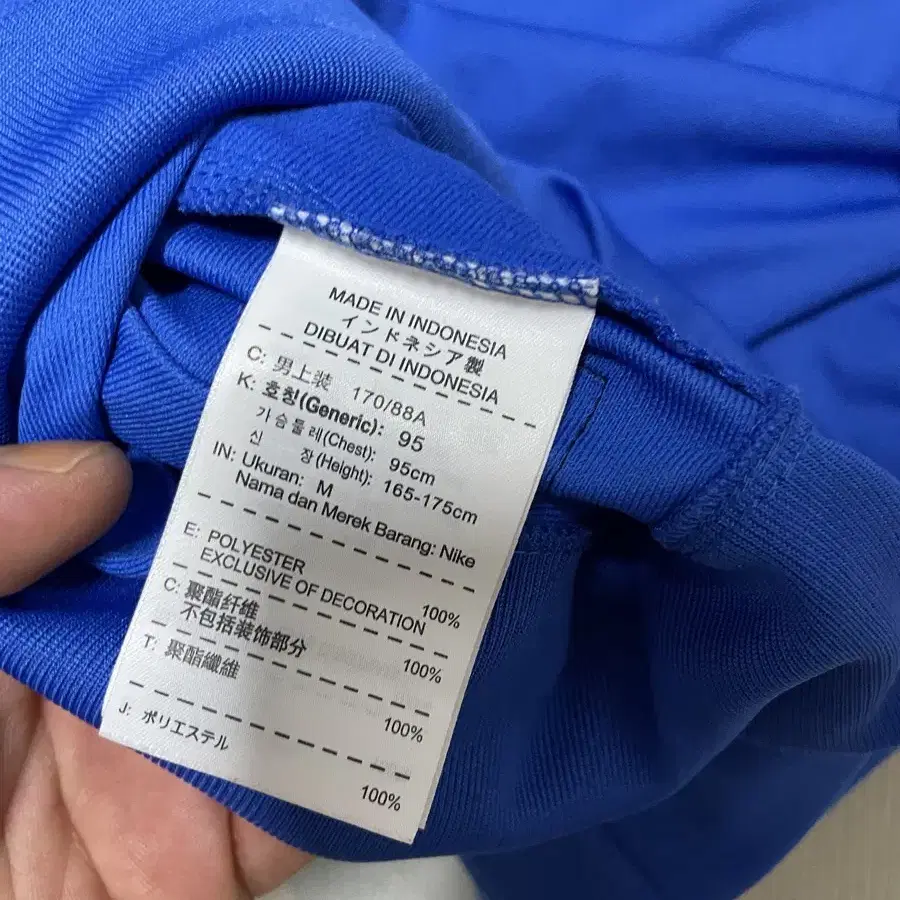 MADE IN INDONESIA
インドネシア製
DIBUAT DI INDONESIA
C: 男上裝 170/88A
K: 호칭(Generic): 95
가슴둘레(Chest): 95cm
신 장(Height): 165-175cm
IN: Ukuran: M
Nama dan Merek Barang: Nike
E: POLYESTER 100%
EXCLUSIVE OF DECORATION
C: 聚酯纤维 100%
不包括装饰部分
T: 聚酯纖維 100%
J: ポリエステル 100%